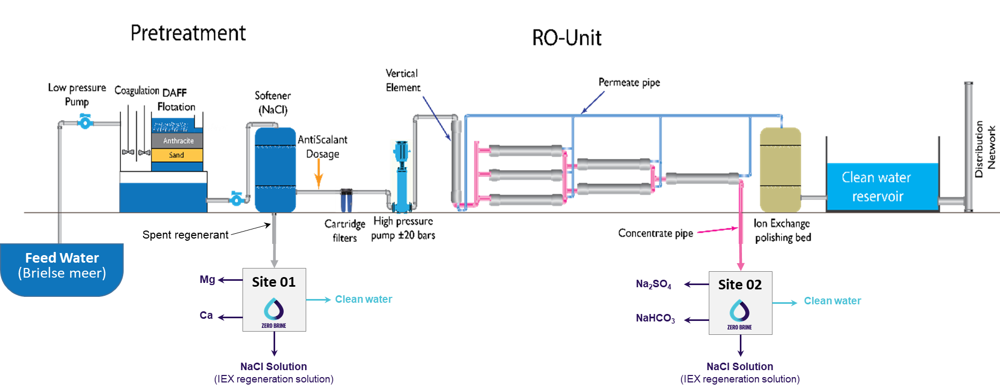 Pretreatment
RO-Unit
Low pressure
Pump
Coagulation
DAFF
Flotation
Anthracite
Sand
Softener
(NaCl)
AntiScalant
Dosage
Vertical
Element
Permeate pipe
Distribution
Network
Clean water
reservoir
Cartridge
filters
High pressure
pump ±20 bars
Spent regenerant
Concentrate pipe
Ion Exchange
polishing bed
Feed Water
(Brielse meer)
Mg
Ca
Site 01
ZERO BRINE
Clean water
NaCl Solution
(IEX regeneration solution)
Na₂SO₄
NaHCO₃
Site 02
ZERO BRINE
Clean water
NaCl Solution
(IEX regeneration solution)